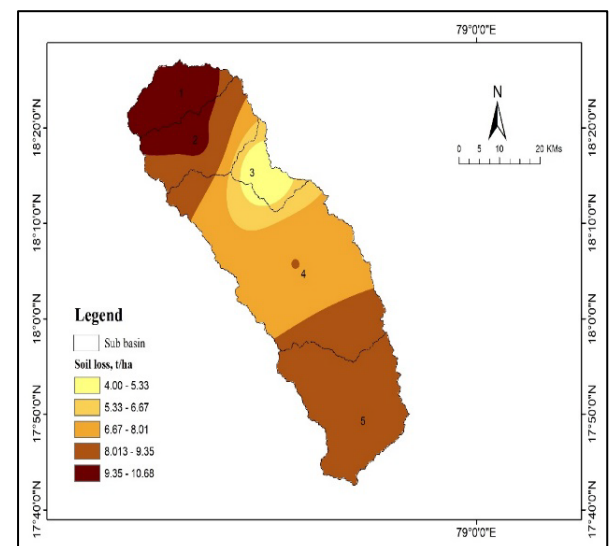 79°0'0"E
N
0 5 10 20 KMs
18°20'0"N
18°10'0"N
18°0'0"N
17°50'0"N
17°40'0"N
18°20'0"N
18°10'0"N
18°0'0"N
17°50'0"N
17°40'0"N
1
2
3
4
5
Legend
Sub basin
Soil loss, t/ha
4.00 - 5.33
5.33 - 6.67
6.67 - 8.01
8.013 - 9.35
9.35 - 10.68
79°0'0"E